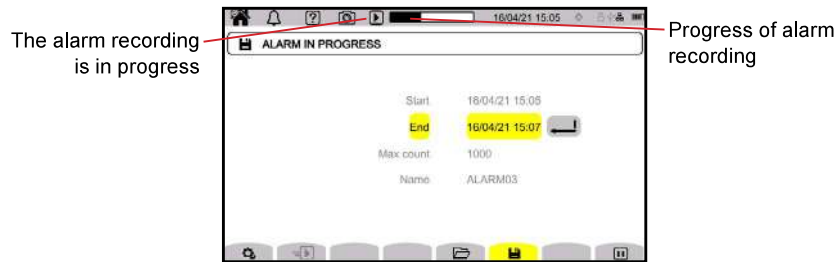 16/04/21 15:05
The alarm recording
is in progress
Progress of alarm
recording
ALARM IN PROGRESS
Start 16/04/21 15:05
End 16/04/21 15:07
Max count 1000
Name ALARM03